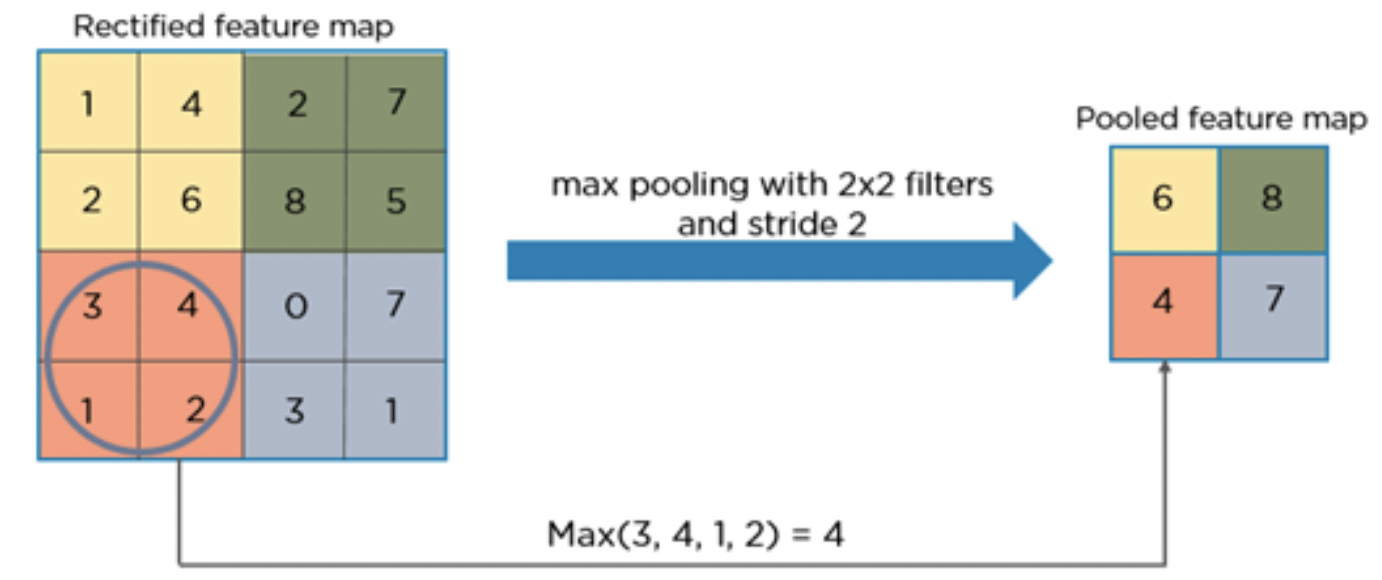 Rectified feature map
1 4 2 7
2 6 8 5
3 4 0 7
1 2 3 1
max pooling with 2x2 filters
and stride 2
Pooled feature map
6 8
4 7
Max(3, 4, 1, 2) = 4